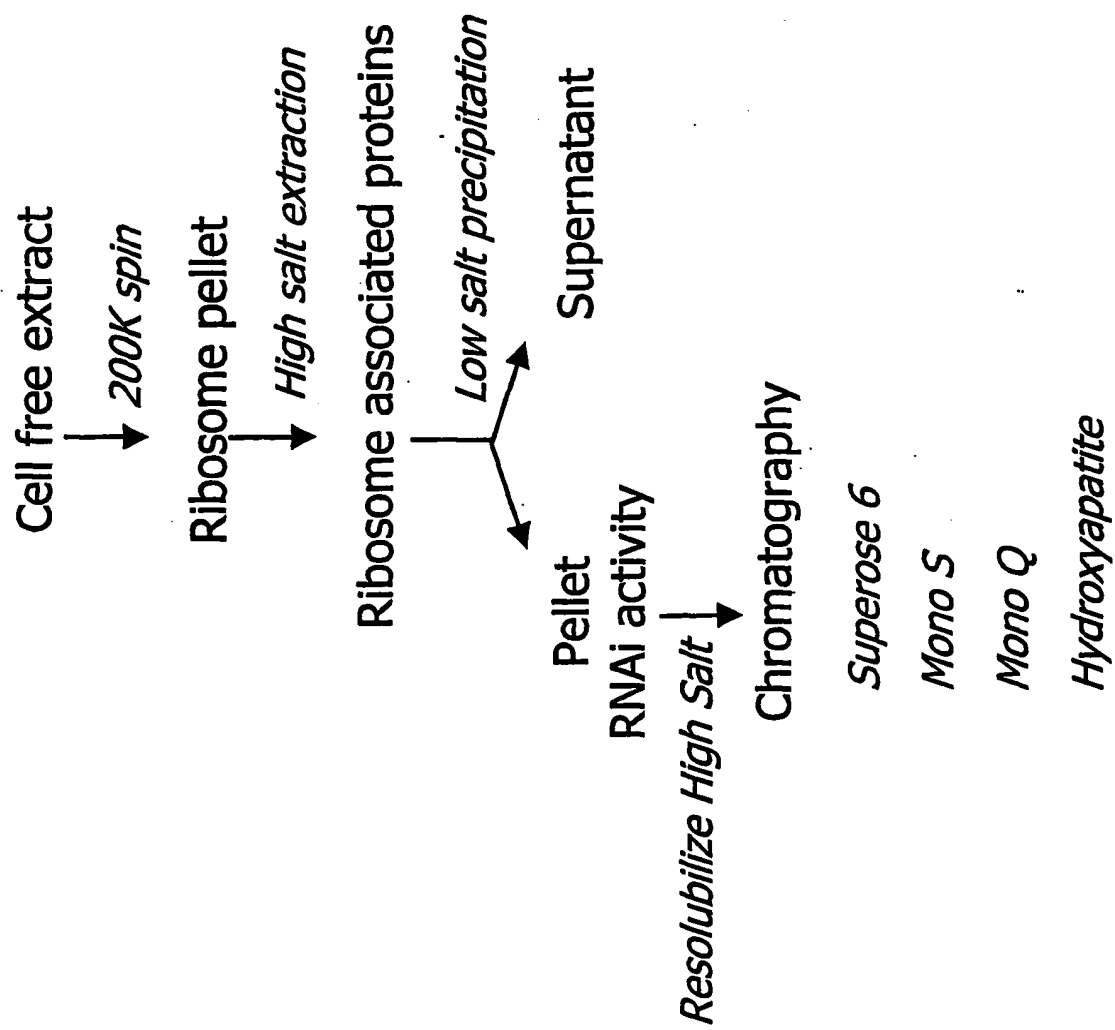 Cell free extract
200K spin
Ribosome pellet
High salt extraction
Ribosome associated proteins
Low salt precipitation
Pellet
RNAi activity
Supernatant
Resolubilize High Salt
Chromatography
Superose 6
Mono S
Mono Q
Hydroxyapatite